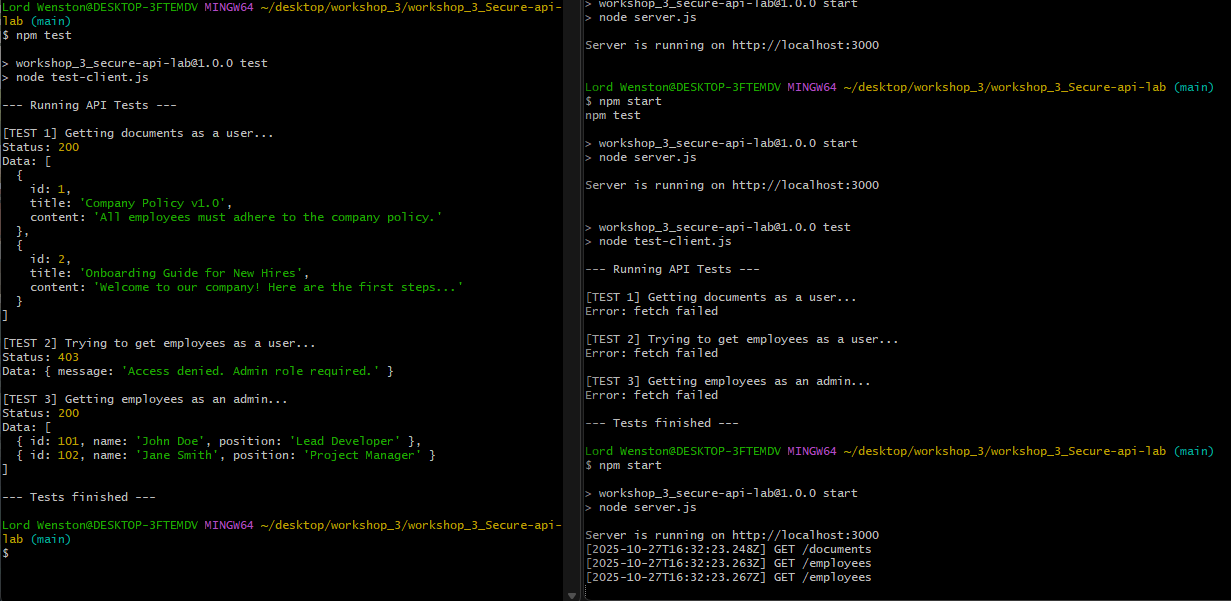 Lord Wenston@DESKTOP-3FTEMDV MINGW64 ~/desktop/workshop_3/workshop_3_Secure-api-
lab (main)
$ npm test

> workshop_3_secure-api-lab@1.0.0 test
> node test-client.js

--- Running API Tests ---

[TEST 1] Getting documents as a user...
Status: 200
Data: [
  {
    id: 1,
    title: 'Company Policy v1.0',
    content: 'All employees must adhere to the company policy.'
  },
  {
    id: 2,
    title: 'Onboarding Guide for New Hires',
    content: 'Welcome to our company! Here are the first steps...'
  }
]

[TEST 2] Trying to get employees as a user...
Status: 403
Data: { message: 'Access denied. Admin role required.' }

[TEST 3] Getting employees as an admin...
Status: 200
Data: [
  { id: 101, name: 'John Doe', position: 'Lead Developer' },
  { id: 102, name: 'Jane Smith', position: 'Project Manager' }
]

--- Tests finished ---

Lord Wenston@DESKTOP-3FTEMDV MINGW64 ~/desktop/workshop_3/workshop_3_Secure-api-
lab (main)
$

> workshop_3_secure-api-lab@1.0.0 start
> node server.js

Server is running on http://localhost:3000


Lord Wenston@DESKTOP-3FTEMDV MINGW64 ~/desktop/workshop_3/workshop_3_Secure-api-lab (main)
$ npm start
npm test

> workshop_3_secure-api-lab@1.0.0 start
> node server.js

Server is running on http://localhost:3000


> workshop_3_secure-api-lab@1.0.0 test
> node test-client.js

--- Running API Tests ---

[TEST 1] Getting documents as a user...
Error: fetch failed

[TEST 2] Trying to get employees as a user...
Error: fetch failed

[TEST 3] Getting employees as an admin...
Error: fetch failed

--- Tests finished ---

Lord Wenston@DESKTOP-3FTEMDV MINGW64 ~/desktop/workshop_3/workshop_3_Secure-api-lab (main)
$ npm start

> workshop_3_secure-api-lab@1.0.0 start
> node server.js

Server is running on http://localhost:3000
[2025-10-27T16:32:23.248Z] GET /documents
[2025-10-27T16:32:23.263Z] GET /employees
[2025-10-27T16:32:23.267Z] GET /employees